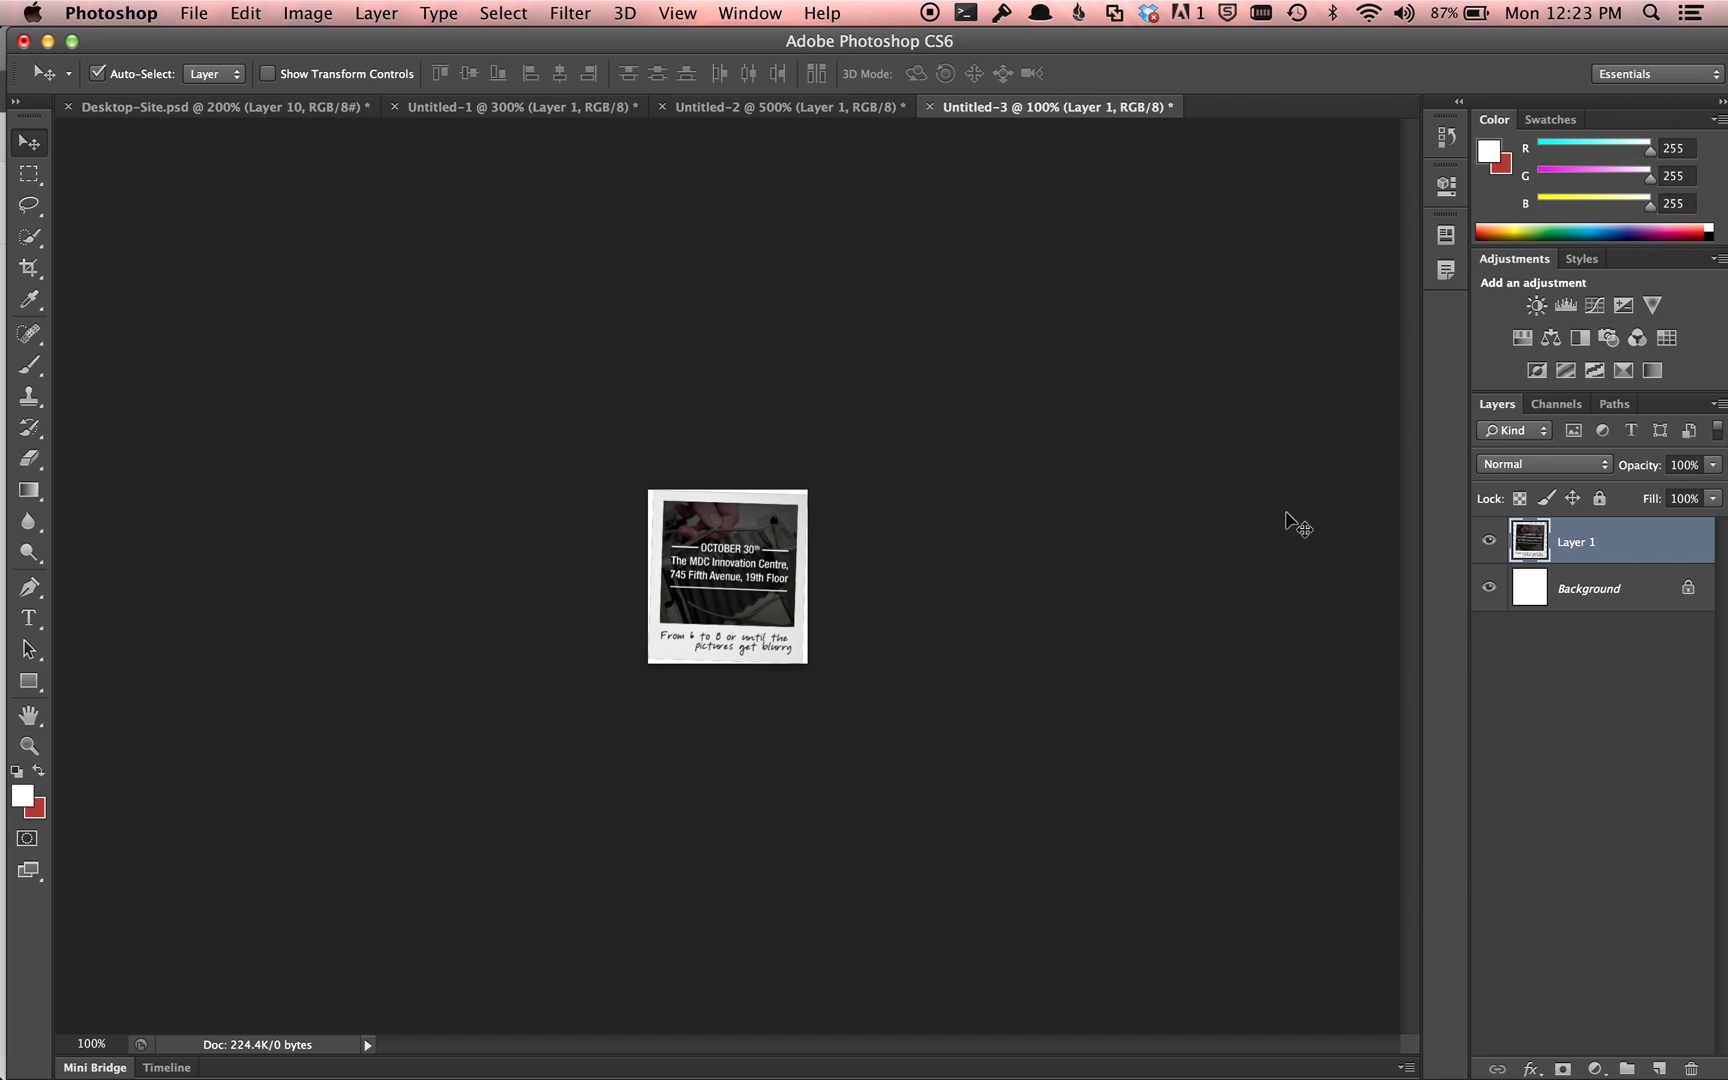 Photoshop File Edit Image Layer Type Select Filter 3D View Window Help 1 87% Mon 12:23 PM
Adobe Photoshop CS6
Auto-Select: Layer Show Transform Controls 3D Mode: Essentials
Desktop-Site.psd @ 200% (Layer 10, RGB/8#) * Untitled-1 @ 300% (Layer 1, RGB/8) * Untitled-2 @ 500% (Layer 1, RGB/8) * Untitled-3 @ 100% (Layer 1, RGB/8) *
Color Swatches
R 255
G 255
B 255
Adjustments Styles
Add an adjustment
Layers Channels Paths
Kind
Normal Opacity: 100%
Lock: Fill: 100%
Layer 1
Background
OCTOBER 30th
The MDC Innovation Centre,
745 Fifth Avenue, 19th Floor
From 6 to 8 or until the
pictures get blurry
100% Doc: 224.4K/0 bytes
Mini Bridge Timeline